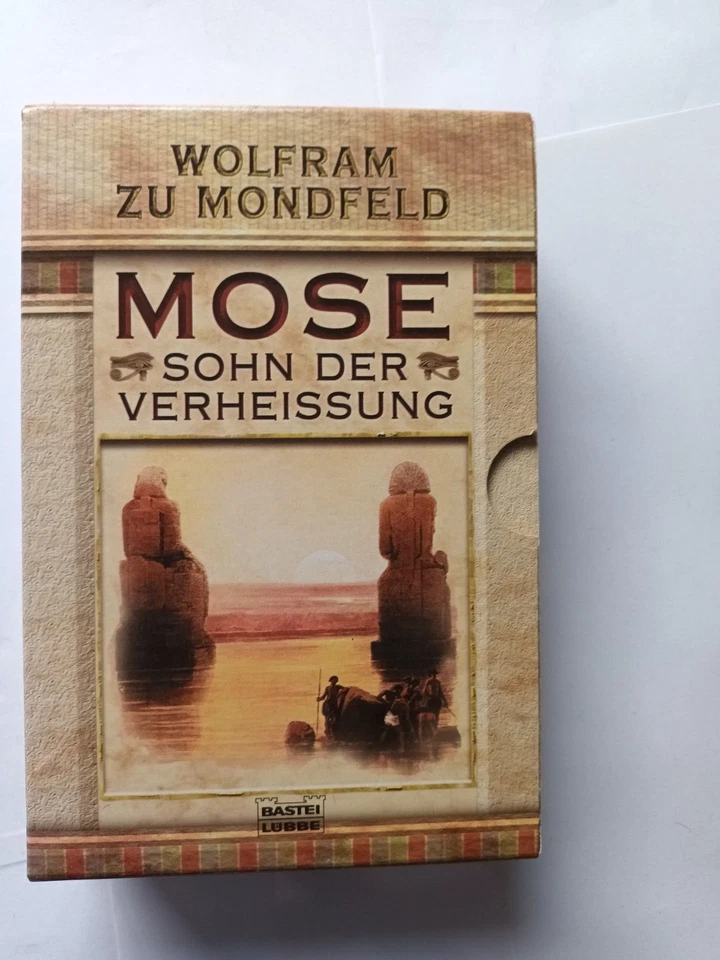 WOLFRAM
ZU MONDFELD
MOSE
SOHN DER
VERHEISSUNG
BASTEI
LÜBBE